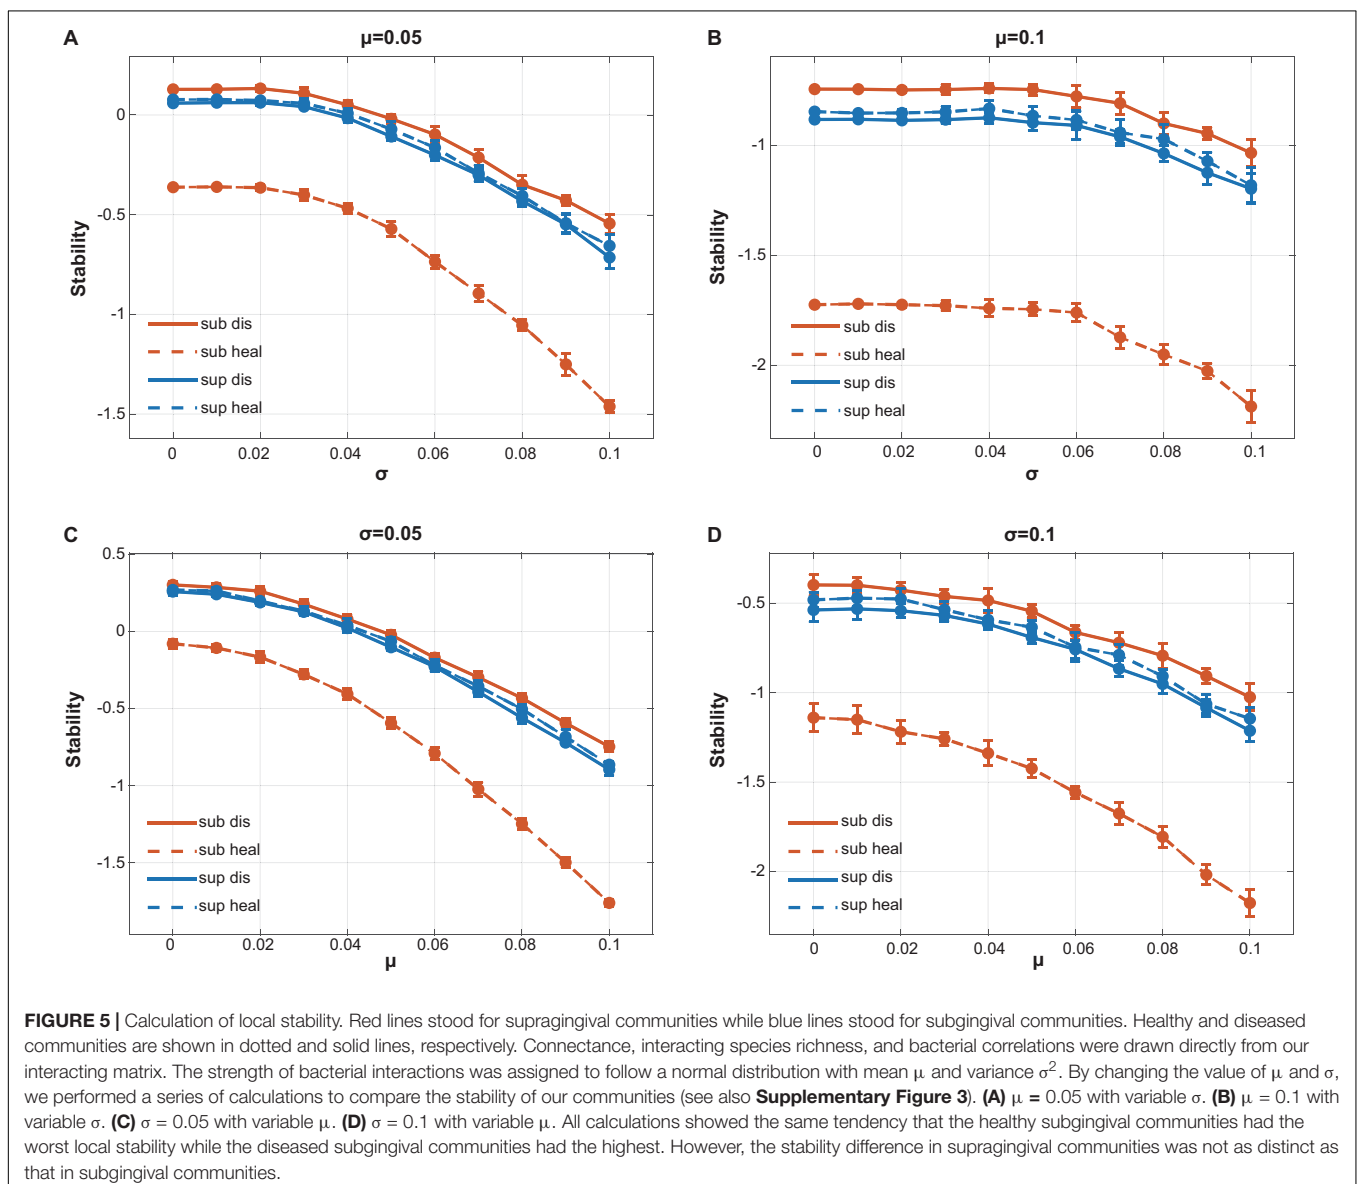 A
μ=0.05
0
-0.5
-1
-1.5
Stability
sub dis
sub heal
sup dis
sup heal
0 0.02 0.04 0.06 0.08 0.1
σ
B
μ=0.1
-1
-1.5
-2
Stability
sub dis
sub heal
sup dis
sup heal
0 0.02 0.04 0.06 0.08 0.1
σ
C
σ=0.05
0.5
0
-0.5
-1
-1.5
Stability
sub dis
sub heal
sup dis
sup heal
0 0.02 0.04 0.06 0.08 0.1
μ
D
σ=0.1
-0.5
-1
-1.5
-2
Stability
sub dis
sub heal
sup dis
sup heal
0 0.02 0.04 0.06 0.08 0.1
μ
FIGURE 5 | Calculation of local stability. Red lines stood for supragingival communities while blue lines stood for subgingival communities. Healthy and diseased
communities are shown in dotted and solid lines, respectively. Connectance, interacting species richness, and bacterial correlations were drawn directly from our
interacting matrix. The strength of bacterial interactions was assigned to follow a normal distribution with mean μ and variance σ². By changing the value of μ and σ,
we performed a series of calculations to compare the stability of our communities (see also Supplementary Figure 3). (A) μ = 0.05 with variable σ. (B) μ = 0.1 with
variable σ. (C) σ = 0.05 with variable μ. (D) σ = 0.1 with variable μ. All calculations showed the same tendency that the healthy subgingival communities had the
worst local stability while the diseased subgingival communities had the highest. However, the stability difference in supragingival communities was not as distinct as
that in subgingival communities.